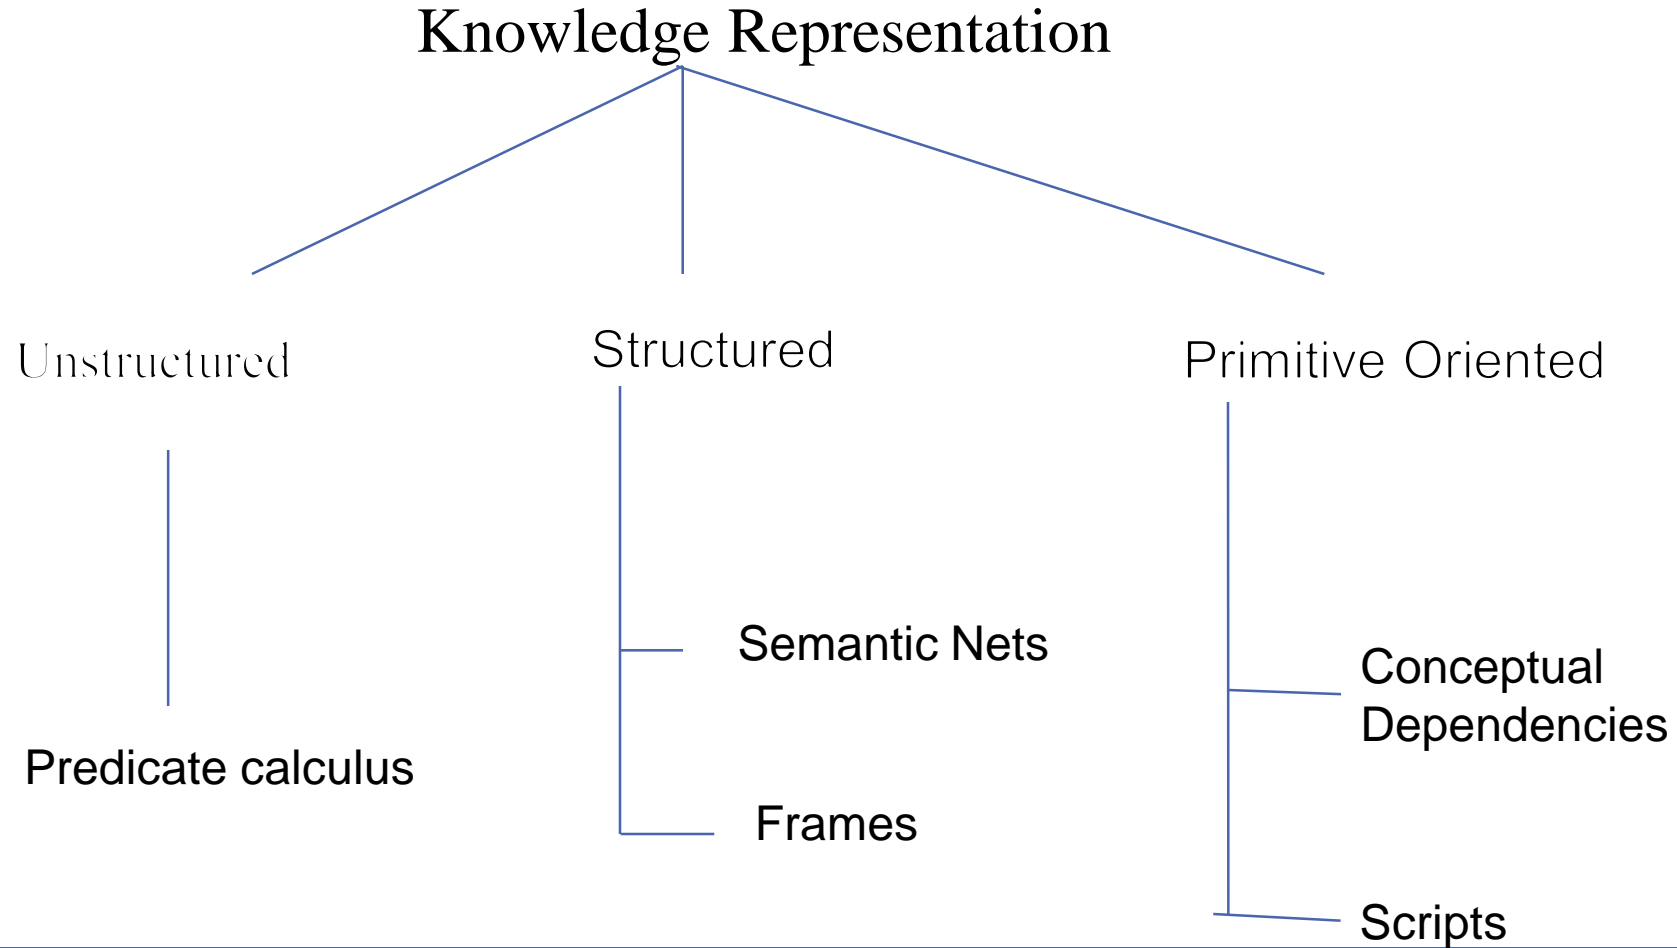 Knowledge Representation
Unstructured
Structured
Primitive Oriented
Semantic Nets
Conceptual
Dependencies
Predicate calculus
Frames
Scripts